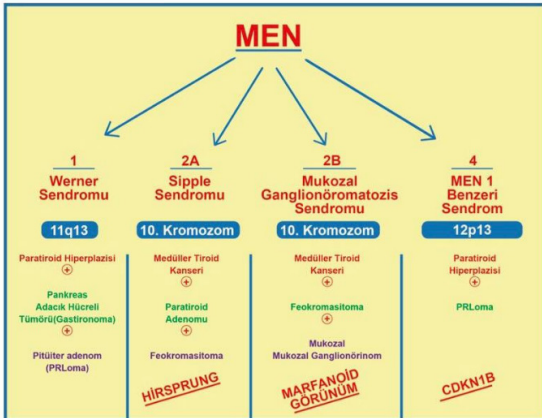 MEN
1
Werner
Sendromu
11q13
Paratiroid Hiperplazisi
+
Pankreas
Adacık Hücreli
Tümörü(Gastironoma)
+
Pitüiter adenom
(PRLoma)
2A
Sipple
Sendromu
10. Kromozom
Medüller Tiroid
Kanseri
+
Paratiroid
Adenomu
+
Feokromasitoma
HİRSPRUNG
2B
Mukozal
Ganglionöromatozis
Sendromu
10. Kromozom
Medüller Tiroid
Kanseri
+
Feokromasitoma
+
Mukozal
Mukozal Ganglionörinom
MARFANOİD
GÖRÜNÜM
4
MEN 1
Benzeri
Sendrom
12p13
Paratiroid
Hiperplazisi
+
PRLoma
CDKN1B